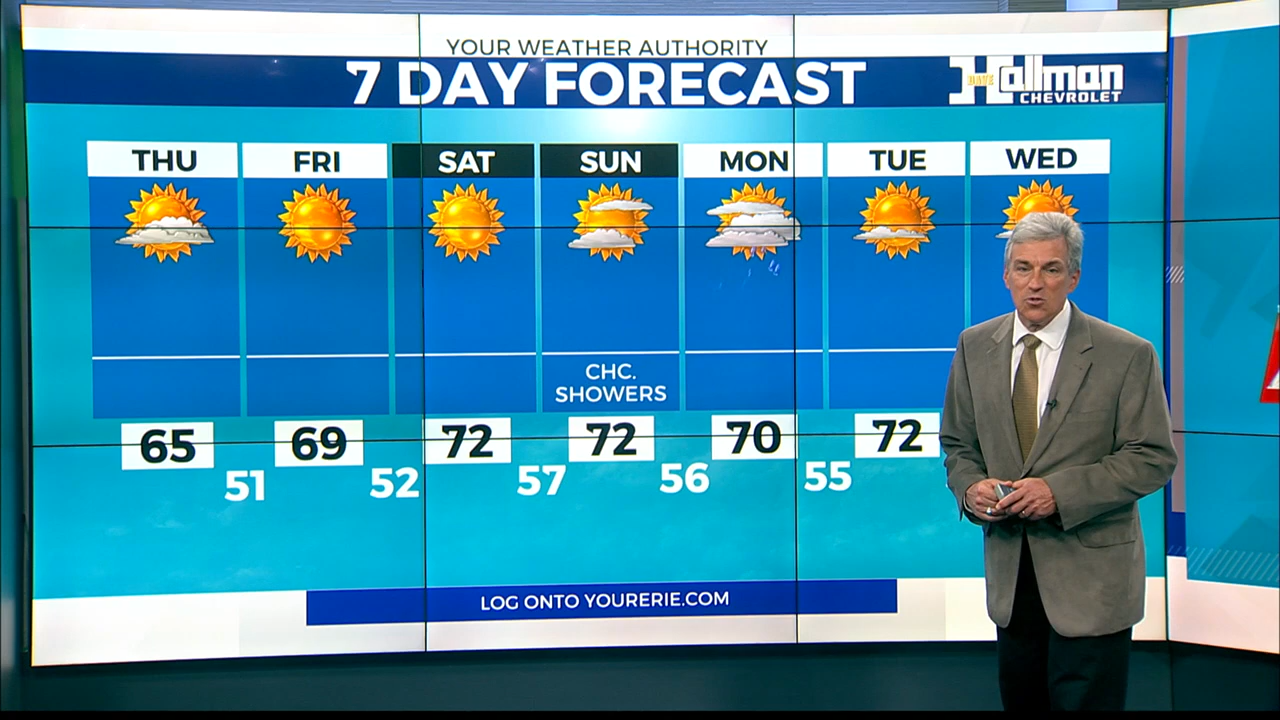 YOUR WEATHER AUTHORITY
7 DAY FORECAST
DAVE Hallman
CHEVROLET
THU FRI SAT SUN MON TUE WED
CHC.
SHOWERS
65 69 72 72 70 72
51 52 57 56 55
LOG ONTO YOURERIE.COM